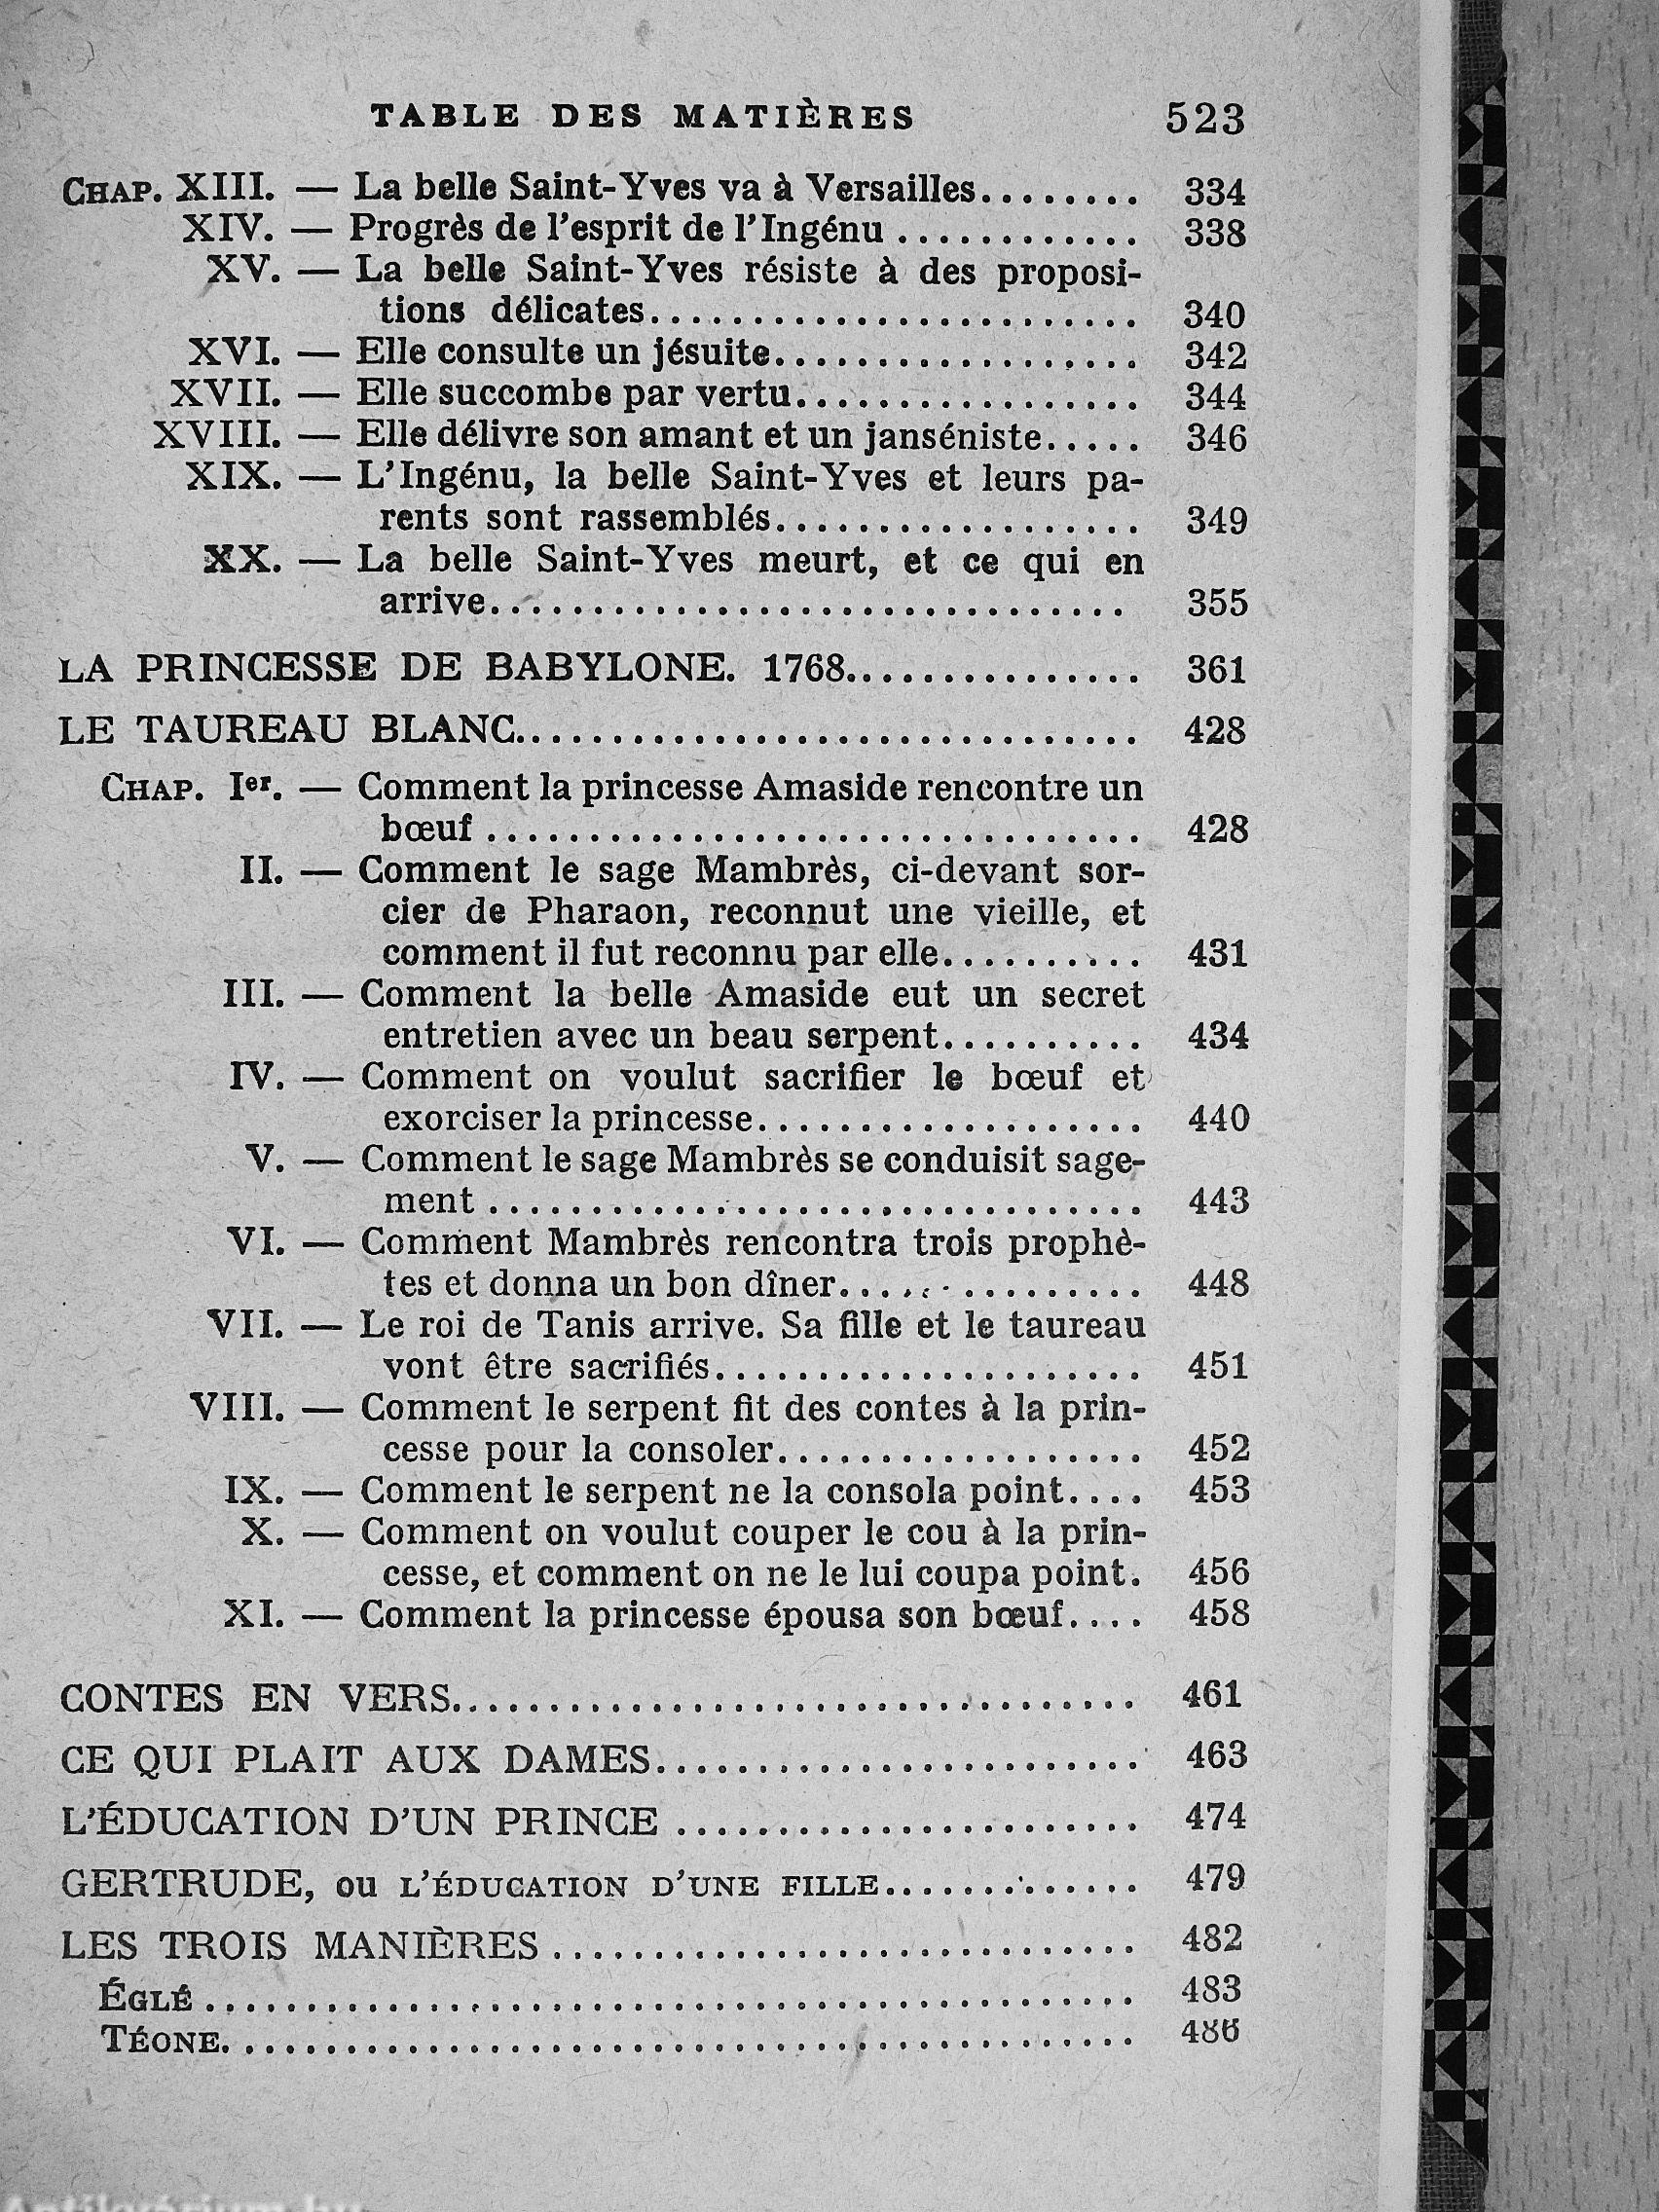 TABLE DES MATIÈRES 523
CHAP. XIII. — La belle Saint-Yves va à Versailles........ 334
XIV. — Progrès de l'esprit de l'Ingénu ............ 338
XV. — La belle Saint-Yves résiste à des proposi-
tions délicates........................ 340
XVI. — Elle consulte un jésuite.................. 342
XVII. — Elle succombe par vertu................. 344
XVIII. — Elle délivre son amant et un janséniste..... 346
XIX. — L'Ingénu, la belle Saint-Yves et leurs pa-
rents sont rassemblés.................. 349
XX. — La belle Saint-Yves meurt, et ce qui en
arrive............................... 355
LA PRINCESSE DE BABYLONE. 1768............... 361
LE TAUREAU BLANC............................... 428
CHAP. Ier. — Comment la princesse Amaside rencontre un
bœuf ................................ 428
II. — Comment le sage Mambrès, ci-devant sor-
cier de Pharaon, reconnut une vieille, et
comment il fut reconnu par elle.......... 431
III. — Comment la belle Amaside eut un secret
entretien avec un beau serpent.......... 434
IV. — Comment on voulut sacrifier le bœuf et
exorciser la princesse................... 440
V. — Comment le sage Mambrès se conduisit sage-
ment ................................ 443
VI. — Comment Mambrès rencontra trois prophè-
tes et donna un bon dîner............... 448
VII. — Le roi de Tanis arrive. Sa fille et le taureau
vont être sacrifiés..................... 451
VIII. — Comment le serpent fit des contes à la prin-
cesse pour la consoler.................. 452
IX. — Comment le serpent ne la consola point.... 453
X. — Comment on voulut couper le cou à la prin-
cesse, et comment on ne le lui coupa point. 456
XI. — Comment la princesse épousa son bœuf.... 458
CONTES EN VERS.................................. 461
CE QUI PLAIT AUX DAMES........................ 463
L'ÉDUCATION D'UN PRINCE ....................... 474
GERTRUDE, ou L'ÉDUCATION D'UNE FILLE............. 479
LES TROIS MANIÈRES ............................. 482
ÉGLÉ .............................................. 483
TÉONE............................................. 486